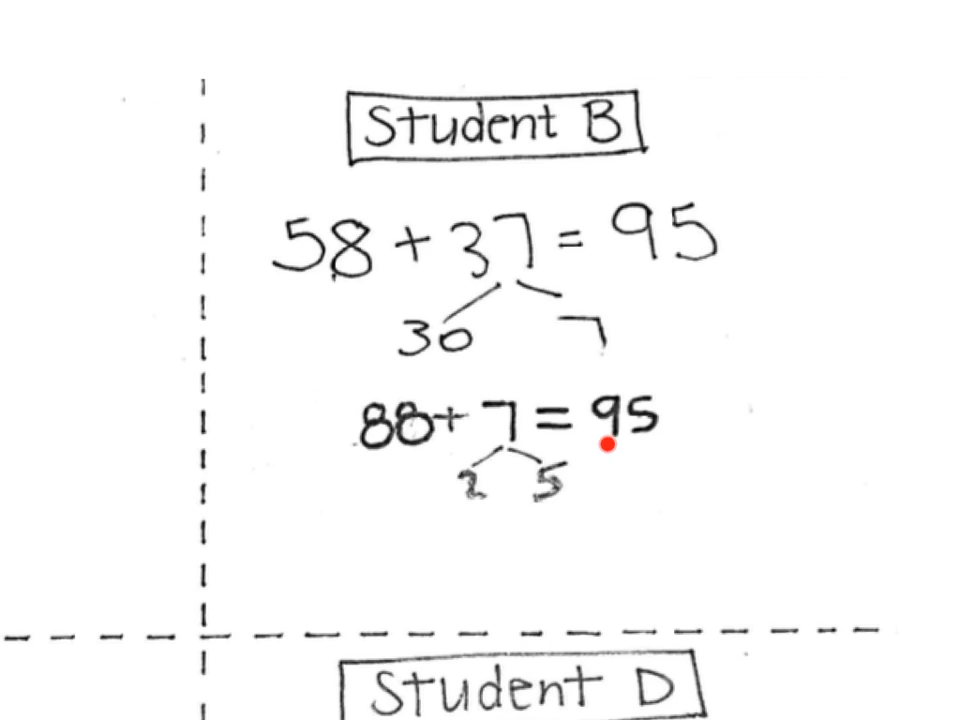 Student B
58 + 37 = 95
30 7
88 + 7 = 95
2 5
Student D